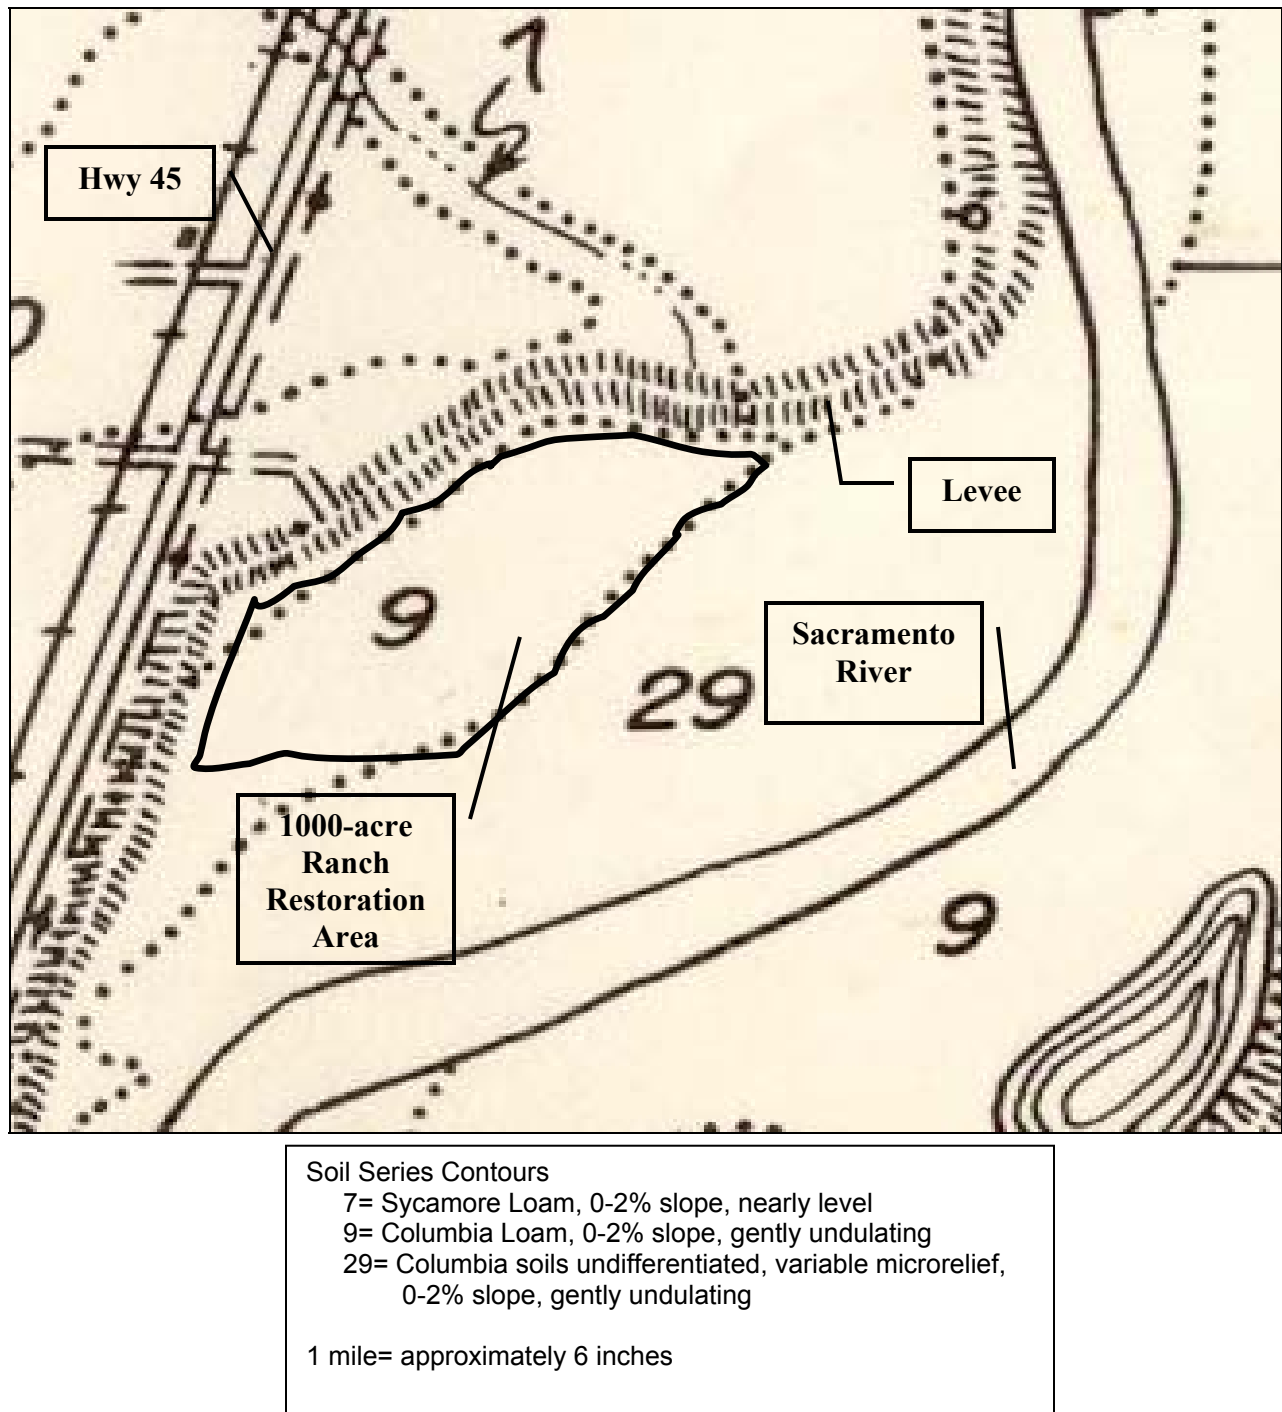 7
Hwy 45
Levee
9
Sacramento
River
29
1000-acre
Ranch
Restoration
Area
9
Soil Series Contours
7= Sycamore Loam, 0-2% slope, nearly level
9= Columbia Loam, 0-2% slope, gently undulating
29= Columbia soils undifferentiated, variable microrelief,
0-2% slope, gently undulating
1 mile= approximately 6 inches